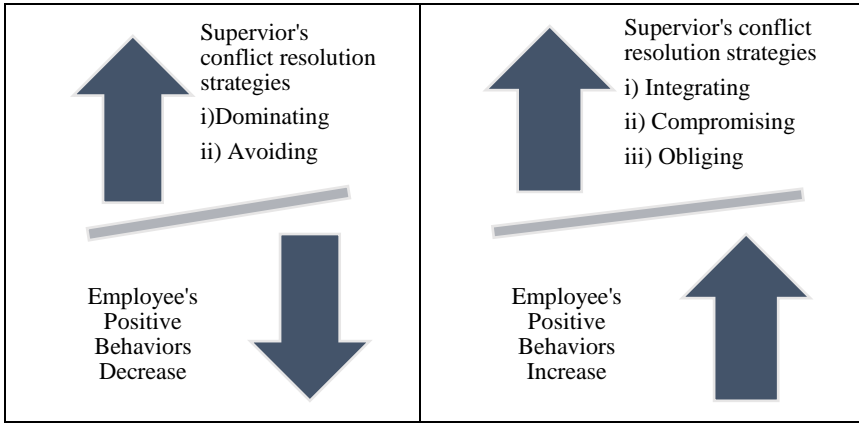 Supervior's
conflict resolution
strategies
i)Dominating
ii) Avoiding
Employee's
Positive
Behaviors
Decrease
Supervior's conflict
resolution strategies
i) Integrating
ii) Compromising
iii) Obliging
Employee's
Positive
Behaviors
Increase